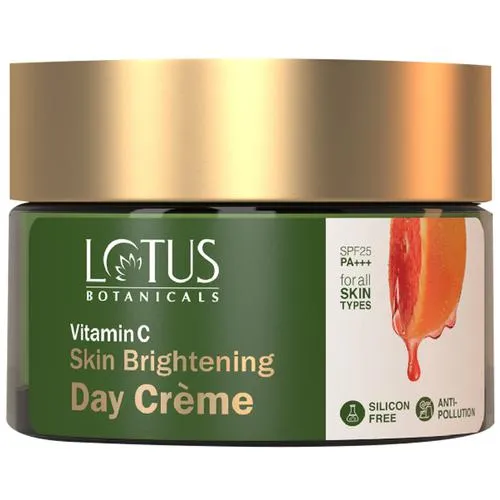 LOTUS
BOTANICALS
Vitamin C
Skin Brightening
Day Crème
SPF25
PA+++
for all
SKIN
TYPES
SILICON
FREE
ANTI-
POLLUTION